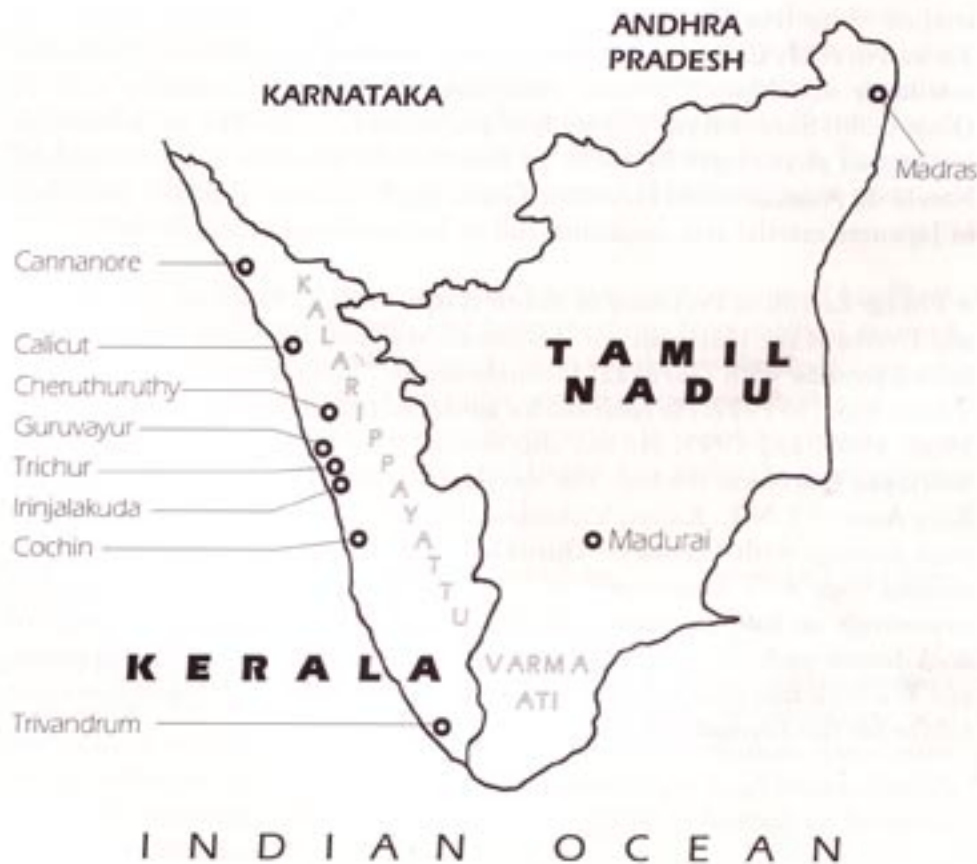 ANDHRA
PRADESH
KARNATAKA
Madras
Cannanore
KALARIPPAYATTU
Calicut
TAMIL
NADU
Cheruthuruthy
Guruvayur
Trichur
Irinjalakuda
Cochin
Madurai
KERALA
VARMA
ATI
Trivandrum
INDIAN OCEAN